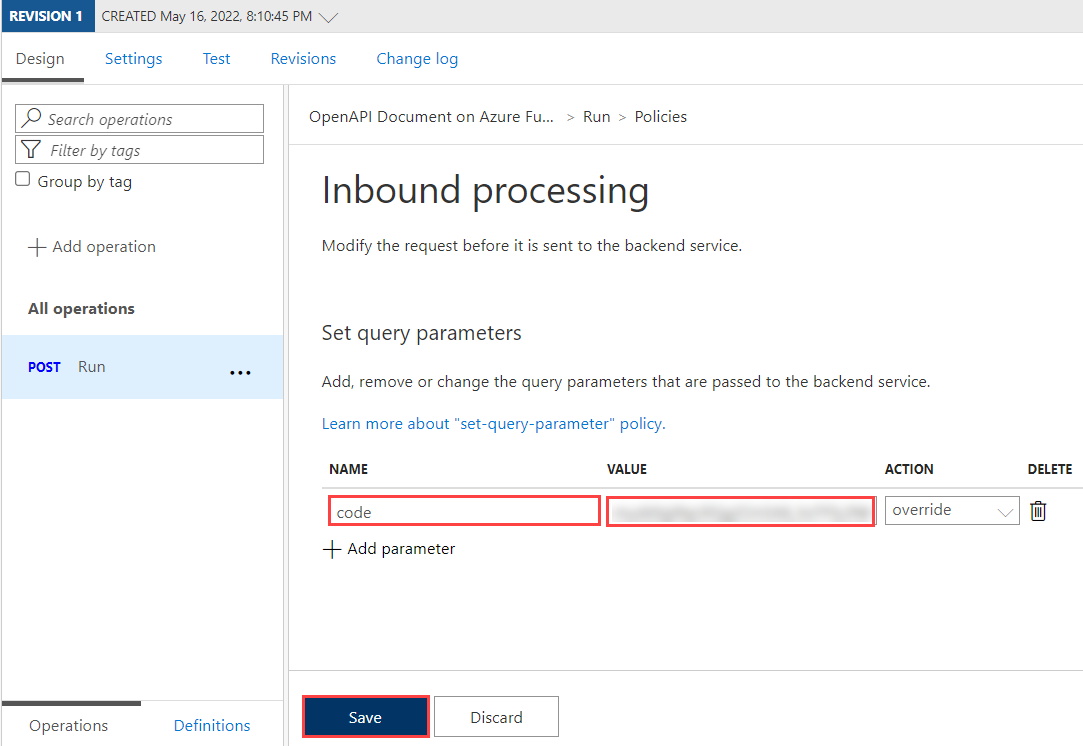 REVISION 1 CREATED May 16, 2022, 8:10:45 PM
Design Settings Test Revisions Change log
Search operations
Filter by tags
Group by tag
Add operation
All operations
POST Run ...
OpenAPI Document on Azure Fu... > Run > Policies
Inbound processing
Modify the request before it is sent to the backend service.
Set query parameters
Add, remove or change the query parameters that are passed to the backend service.
Learn more about "set-query-parameter" policy.
NAME VALUE ACTION DELETE
code override
Add parameter
Save Discard
Operations Definitions